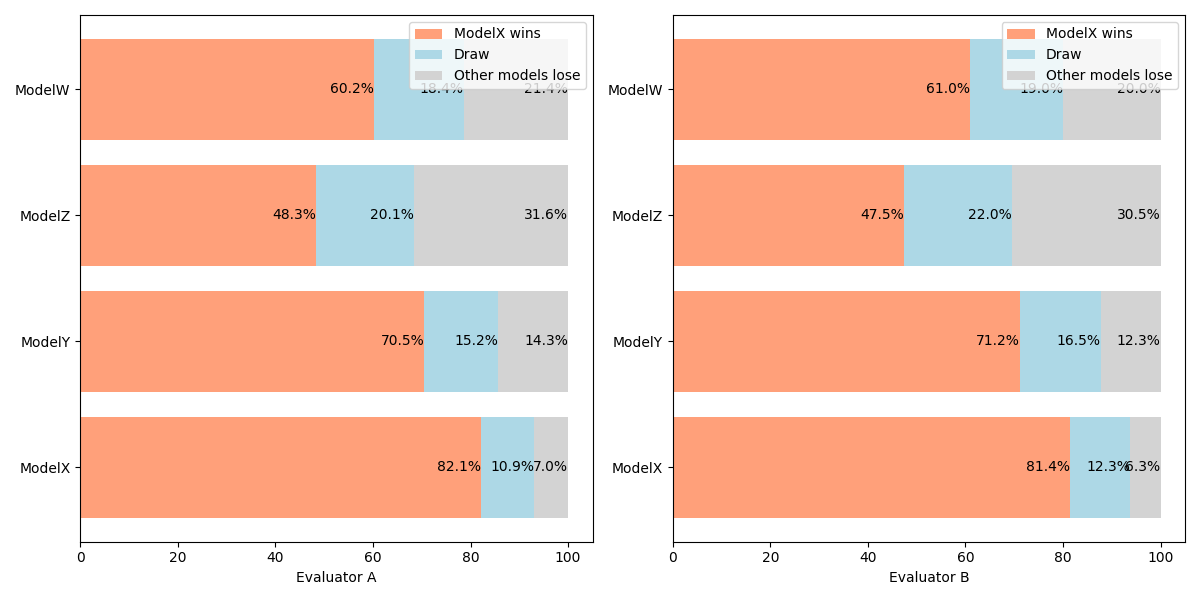 ModelX wins
Draw
Other models lose
ModelW
60.2%
18.4%
21.4%
ModelZ
48.3%
20.1%
31.6%
ModelY
70.5%
15.2%
14.3%
ModelX
82.1%
10.9%
7.0%
0
20
40
60
80
100
Evaluator A
ModelX wins
Draw
Other models lose
ModelW
61.0%
19.0%
20.0%
ModelZ
47.5%
22.0%
30.5%
ModelY
71.2%
16.5%
12.3%
ModelX
81.4%
12.3%
6.3%
0
20
40
60
80
100
Evaluator B